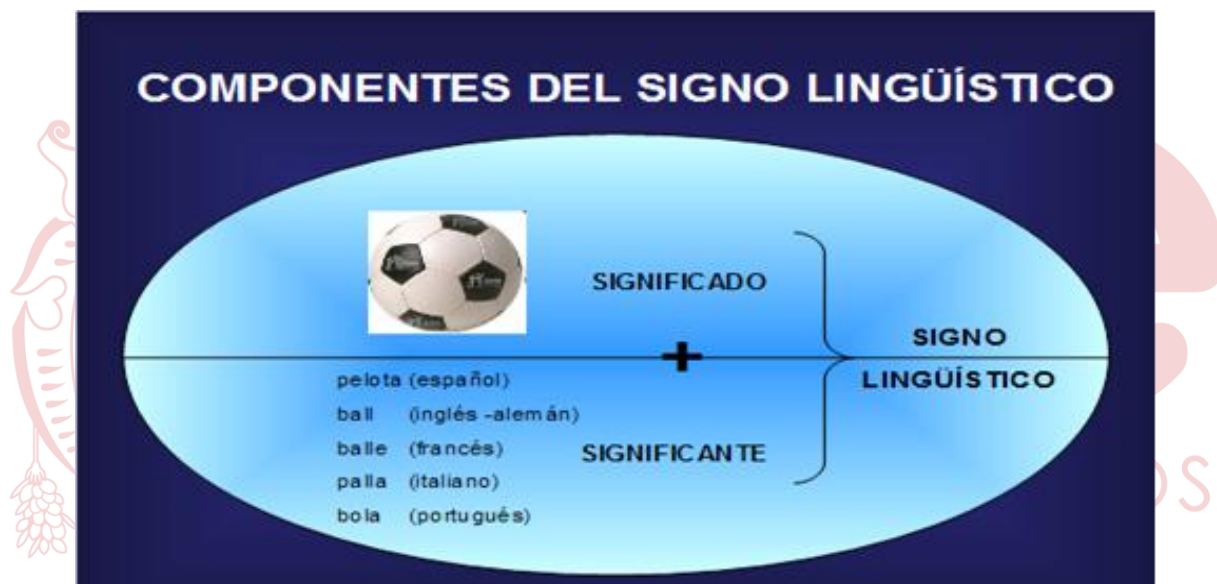 COMPONENTES DEL SIGNO LINGÜÍSTICO
SIGNIFICADO
SIGNO
LINGÜÍSTICO
pelota (español)
ball (inglés -alemán)
balle (francés)
SIGNIFICANTE
palla (italiano)
bola (portugués)
OS